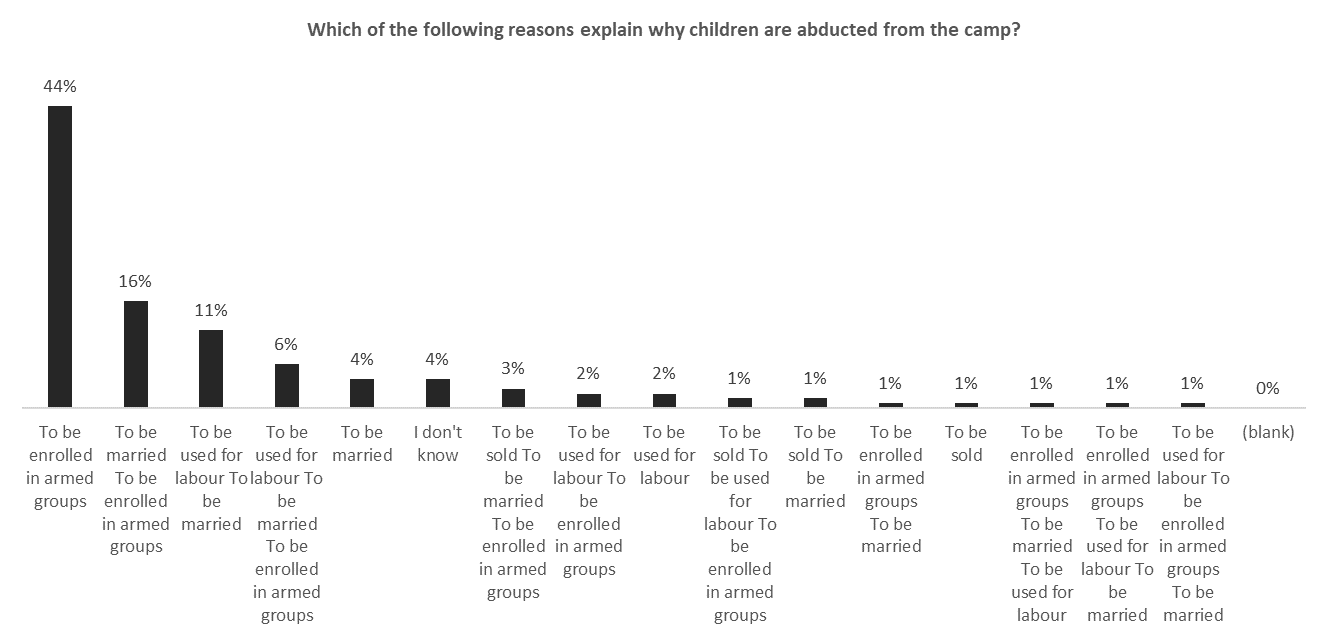 Which of the following reasons explain why children are abducted from the camp?
44%
16%
11%
6%
4%
4%
3%
2%
2%
1%
1%
1%
1%
1%
1%
1%
0%
To be
enrolled
in armed
groups
To be
married
To be
enrolled
in armed
groups
To be
used for
labour To
be
married
To be
used for
labour To
be
married
To be
enrolled
in armed
groups
To be
married
I don't
know
To be
sold To
be
married
To be
enrolled
in armed
groups
To be
used for
labour To
be
enrolled
in armed
groups
To be
used for
labour
To be
sold To
be used
for
labour To
be
enrolled
in armed
groups
To be
sold To
be
married
To be
enrolled
in armed
groups
To be
married
To be
sold
To be
enrolled
in armed
groups
To be
married
To be
used for
labour
To be
enrolled
in armed
groups
To be
used for
labour To
be
married
To be
used for
labour To
be
enrolled
in armed
groups
To be
married
(blank)